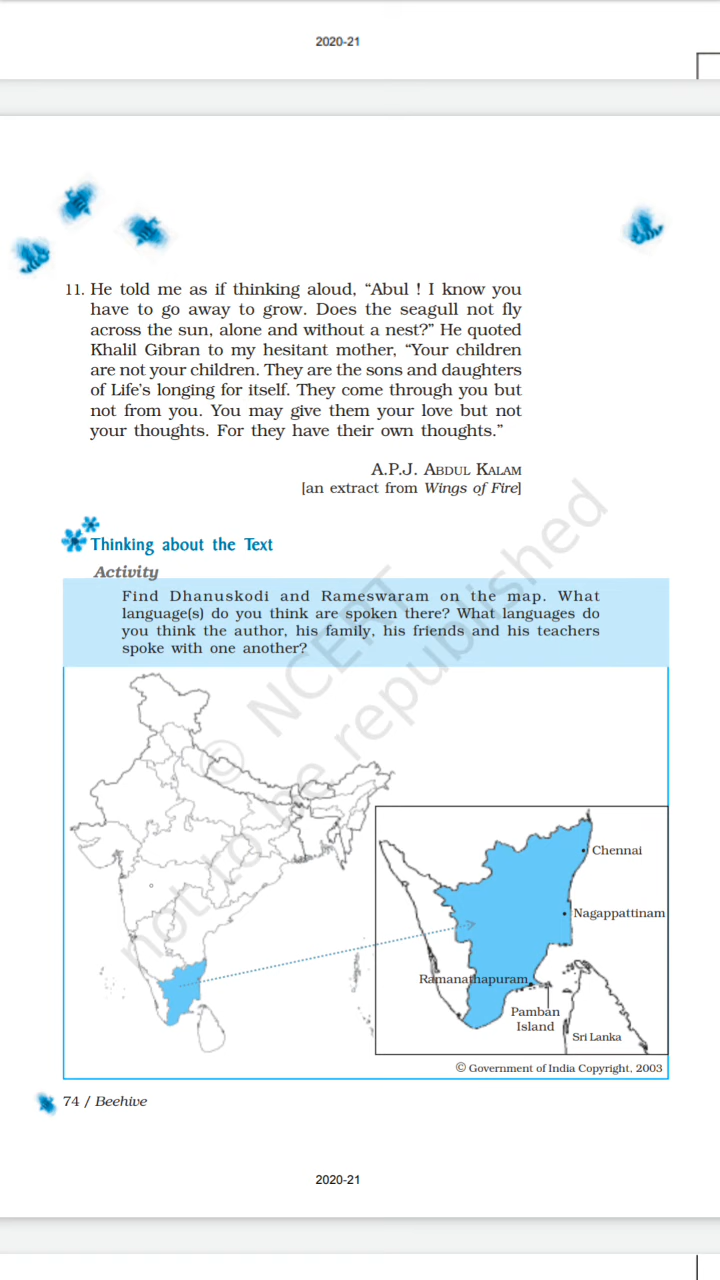 2020-21
11. He told me as if thinking aloud, “Abul ! I know you
have to go away to grow. Does the seagull not fly
across the sun, alone and without a nest?” He quoted
Khalil Gibran to my hesitant mother, “Your children
are not your children. They are the sons and daughters
of Life’s longing for itself. They come through you but
not from you. You may give them your love but not
your thoughts. For they have their own thoughts.”
A.P.J. ABDUL KALAM
[an extract from Wings of Fire]
Thinking about the Text
Activity
Find Dhanuskodi and Rameswaram on the map. What
language(s) do you think are spoken there? What languages do
you think the author, his family, his friends and his teachers
spoke with one another?
© NCERT
not to be republished
Chennai
Nagappattinam
Ramanathapuram
Pamban
Island
Sri Lanka
© Government of India Copyright, 2003
74 / Beehive
2020-21